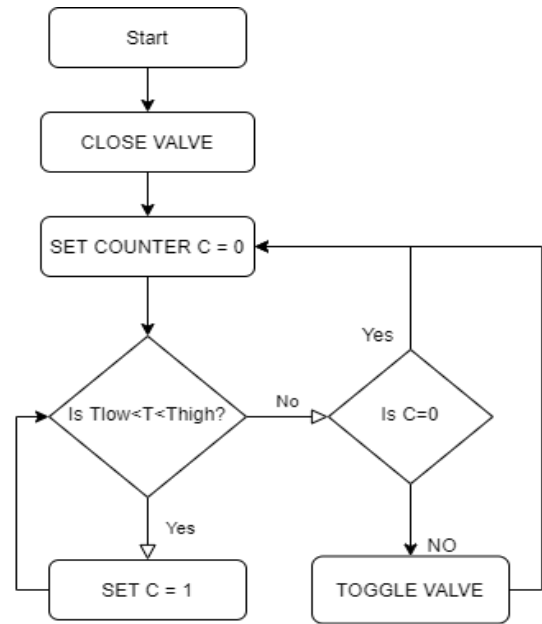 Start
CLOSE VALVE
SET COUNTER C = 0
Is Tlow<T<Thigh?
No
Is C=0
Yes
Yes
NO
SET C = 1
TOGGLE VALVE